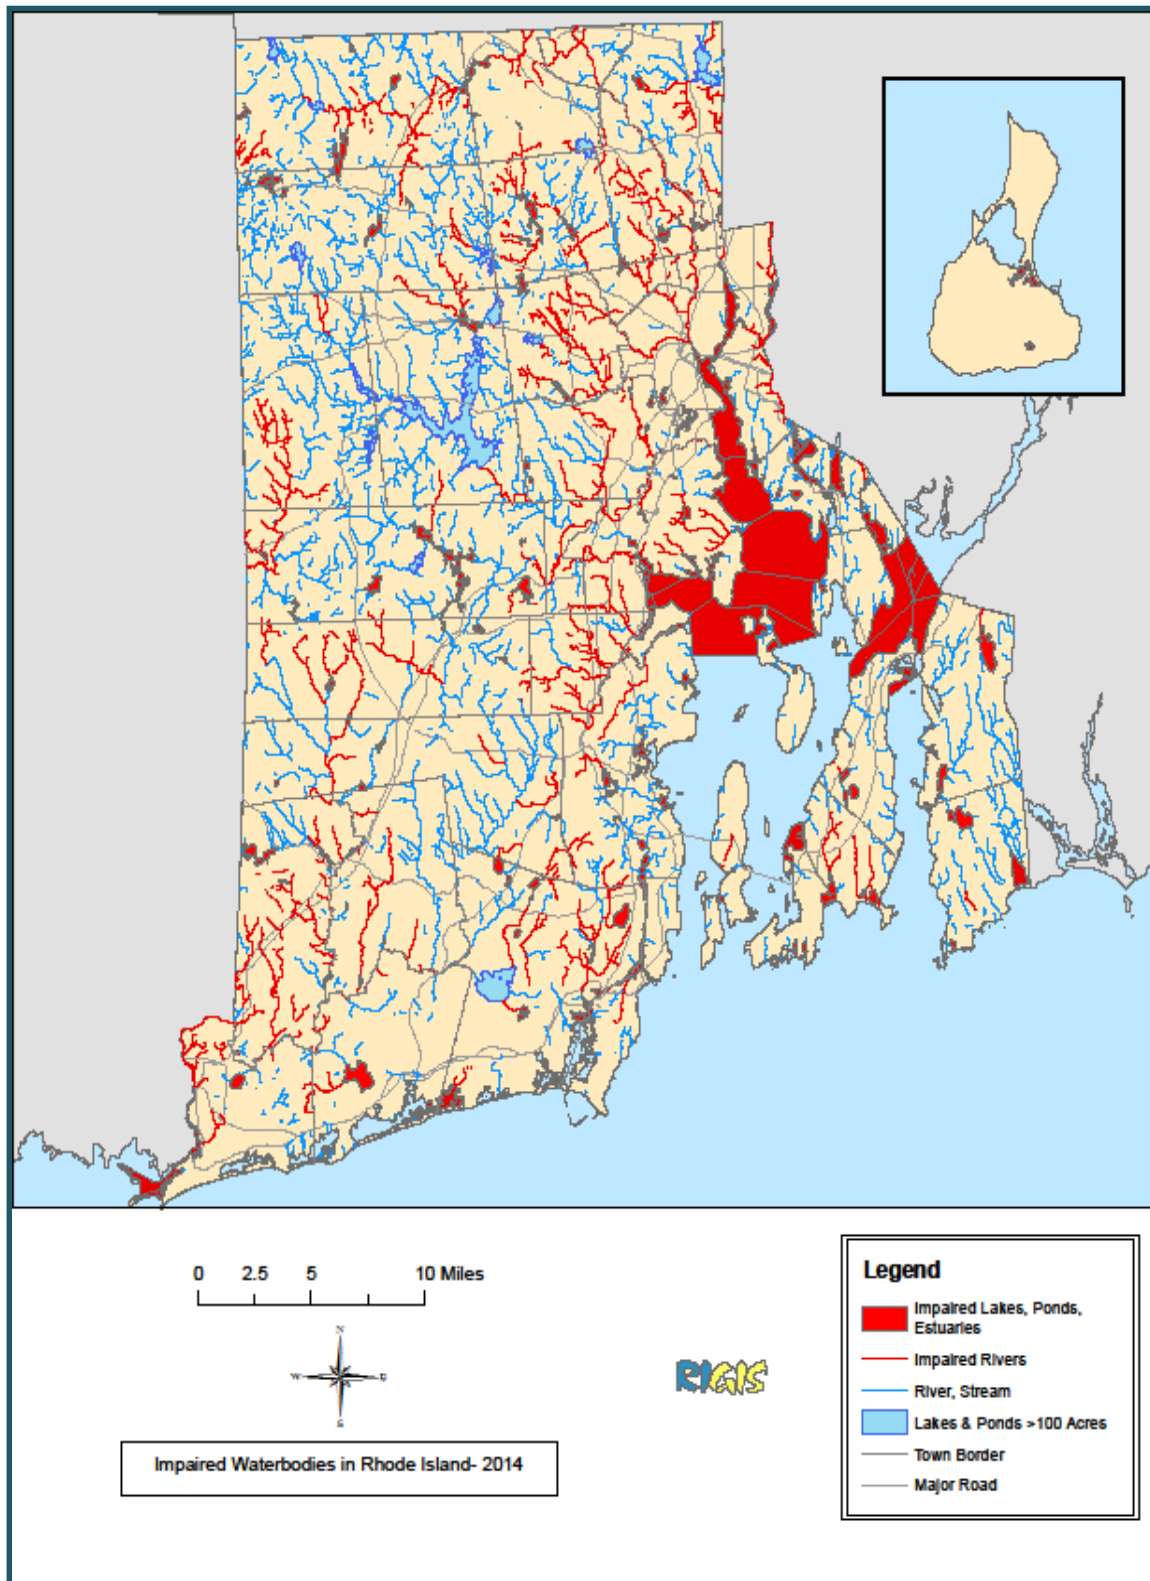 0 2.5 5 10 Miles
N
W E
S
Impaired Waterbodies in Rhode Island- 2014
RIGIS
Legend
Impaired Lakes, Ponds,
Estuaries
Impaired Rivers
River, Stream
Lakes & Ponds >100 Acres
Town Border
Major Road